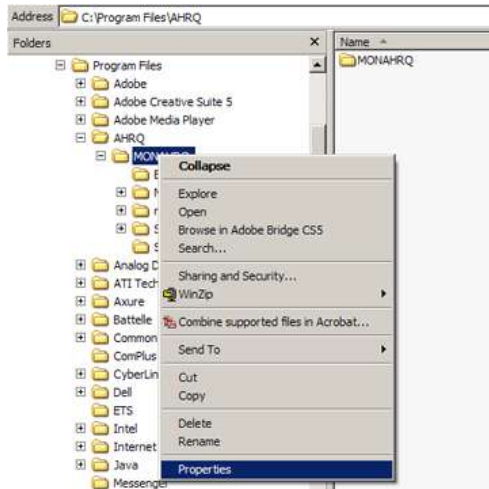 Address C:\Program Files\AHRQ
Folders
Name
Program Files
MONAHRQ
Adobe
Adobe Creative Suite 5
Adobe Media Player
AHRQ
Collapse
Explore
Open
Browse in Adobe Bridge CS5
Search...
Analog
Sharing and Security...
ATI Tech
WinZip
Axure
Battelle
Combine supported files in Acrobat...
Common
ComPlus
Send To
CyberLin
Cut
Dell
Copy
ETS
Intel
Delete
Internet
Rename
Java
Properties
Messenger